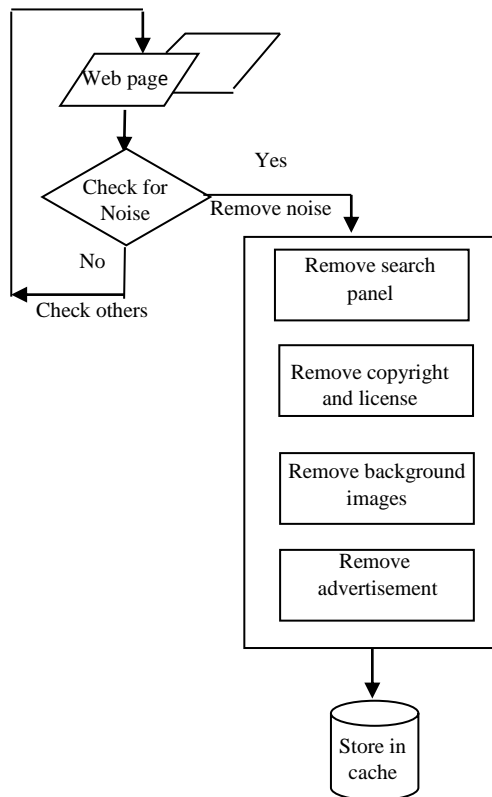 Web page
Yes
Check for
Noise
Remove noise
No
Check others
Remove search
panel
Remove copyright
and license
Remove background
images
Remove
advertisement
Store in
cache